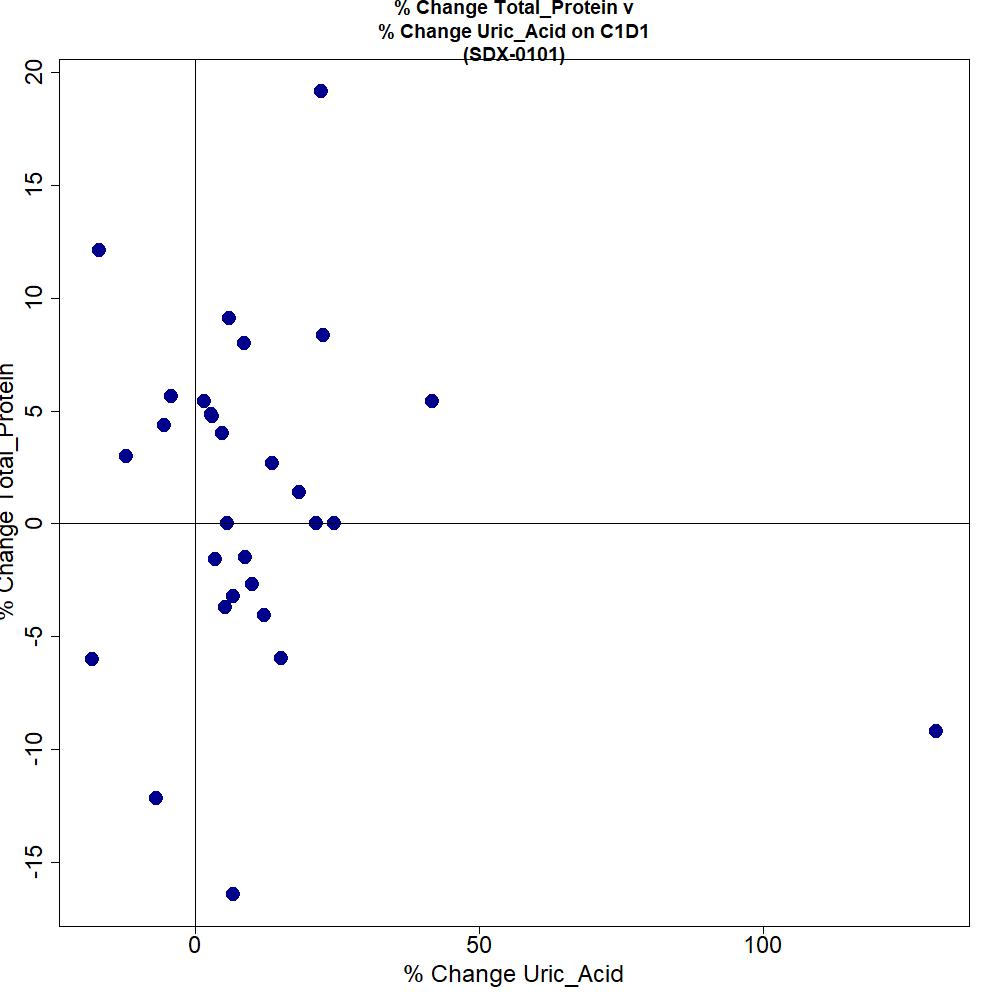 % Change Total_Protein v
% Change Uric_Acid on C1D1
(SDX-0101)
20
15
10
5
0
-5
-10
-15
% Change Total_Protein
0
50
100
% Change Uric_Acid